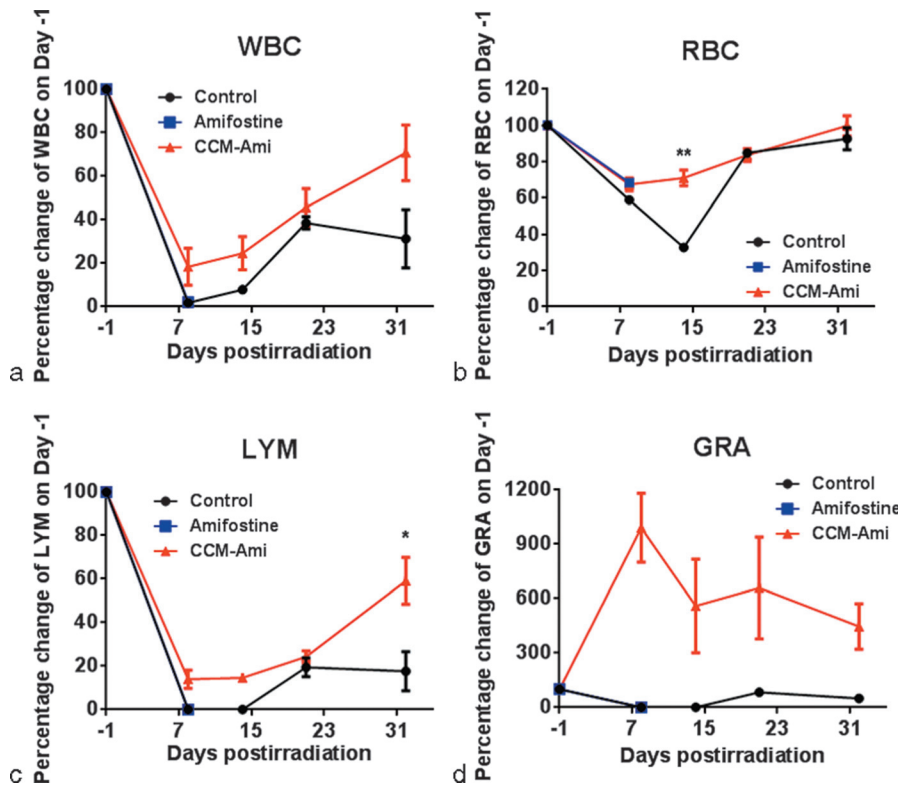 WBC
Percentage change of WBC on Day -1
100
80
60
40
20
0
Control
Amifostine
CCM-Ami
-1 7 15 23 31
Days postirradiation
a
RBC
Percentage change of RBC on Day -1
120
100
80
60
40
20
0
**
Control
Amifostine
CCM-Ami
-1 7 15 23 31
Days postirradiation
b
LYM
Percentage change of LYM on Day -1
100
80
60
40
20
0
Control
Amifostine
CCM-Ami
*
-1 7 15 23 31
Days postirradiation
c
GRA
Percentage change of GRA on Day -1
1200
900
600
300
0
Control
Amifostine
CCM-Ami
-1 7 15 23 31
Days postirradiation
d